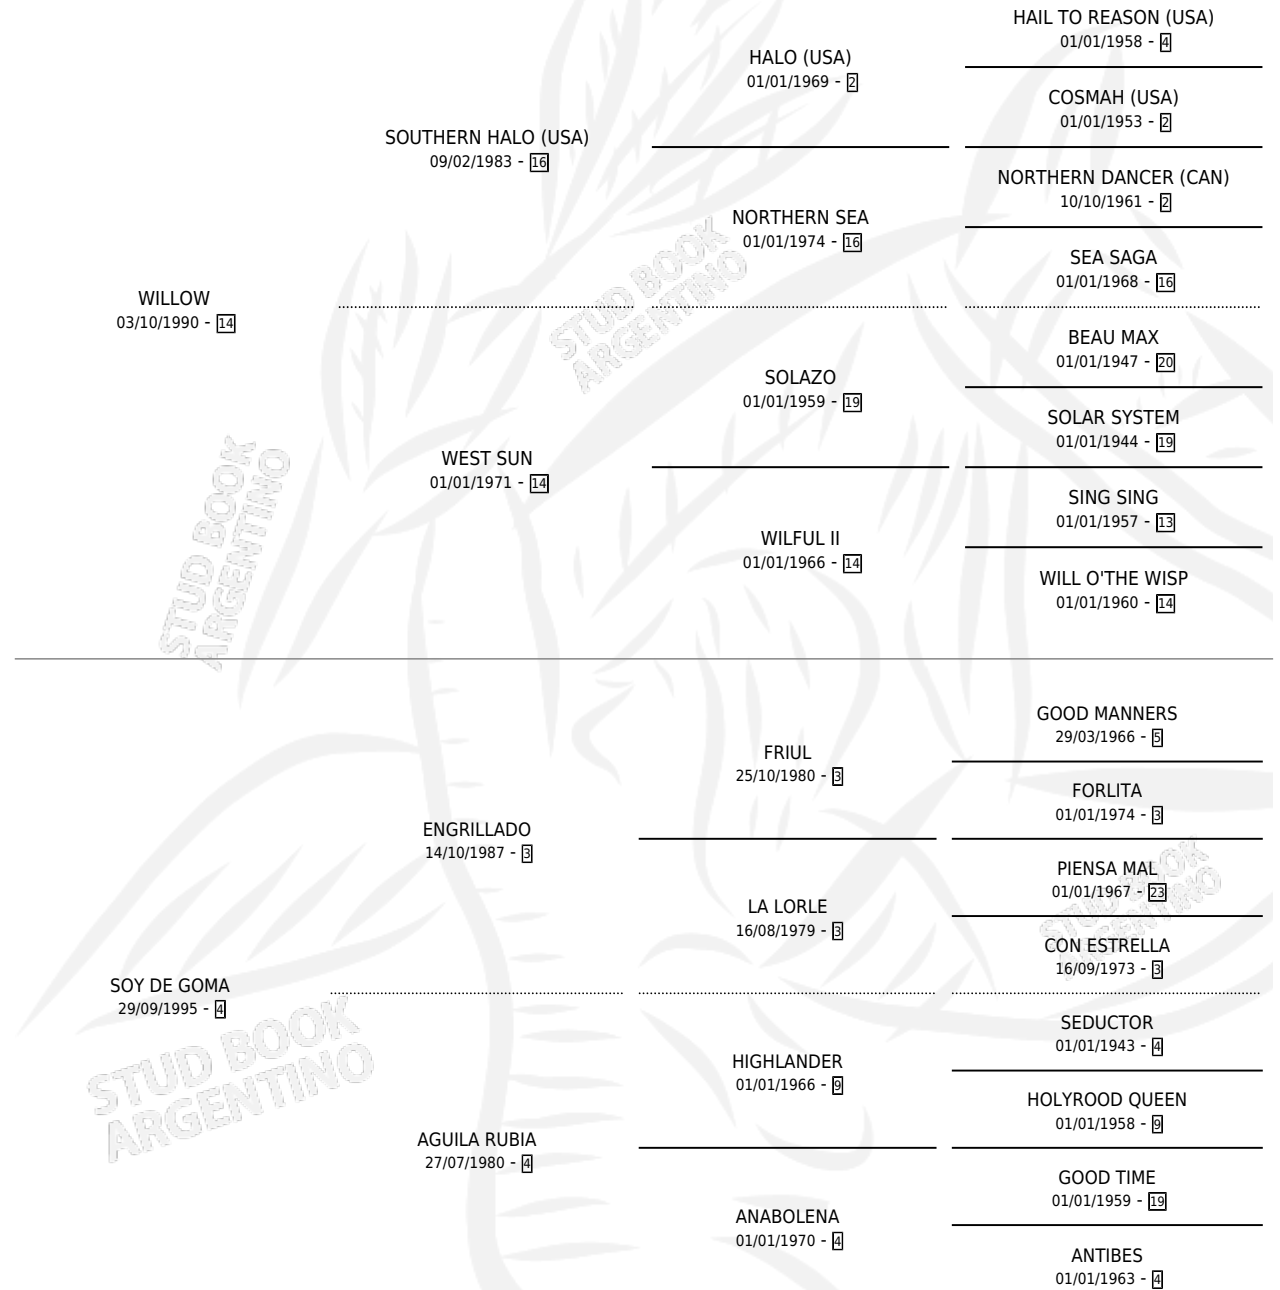 HAIL TO REASON (USA)
01/01/1958 - 4
HALO (USA)
01/01/1969 - 2
COSMAH (USA)
01/01/1953 - 2
SOUTHERN HALO (USA)
09/02/1983 - 16
NORTHERN DANCER (CAN)
10/10/1961 - 2
NORTHERN SEA
01/01/1974 - 16
SEA SAGA
01/01/1968 - 16
WILLOW
03/10/1990 - 14
STUD BOOK
ARGENTINO
BEAU MAX
01/01/1947 - 20
SOLAZO
01/01/1959 - 19
SOLAR SYSTEM
01/01/1944 - 19
WEST SUN
01/01/1971 - 14
SING SING
01/01/1957 - 13
WILFUL II
01/01/1966 - 14
WILL O'THE WISP
01/01/1960 - 14
STUD BOOK
ARGENTINO
GOOD MANNERS
29/03/1966 - 5
FRIUL
25/10/1980 - 3
FORLITA
01/01/1974 - 3
ENGRILLADO
14/10/1987 - 3
PIENSA MAL
01/01/1967 - 23
LA LORLE
16/08/1979 - 3
STUD BOOK
ARGENTINO
CON ESTRELLA
16/09/1973 - 3
SOY DE GOMA
29/09/1995 - 4
STUD BOOK
ARGENTINO
SEDUCTOR
01/01/1943 - 4
HIGHLANDER
01/01/1966 - 9
HOLYROOD QUEEN
01/01/1958 - 9
AGUILA RUBIA
27/07/1980 - 4
GOOD TIME
01/01/1959 - 19
ANABOLENA
01/01/1970 - 4
ANTIBES
01/01/1963 - 4